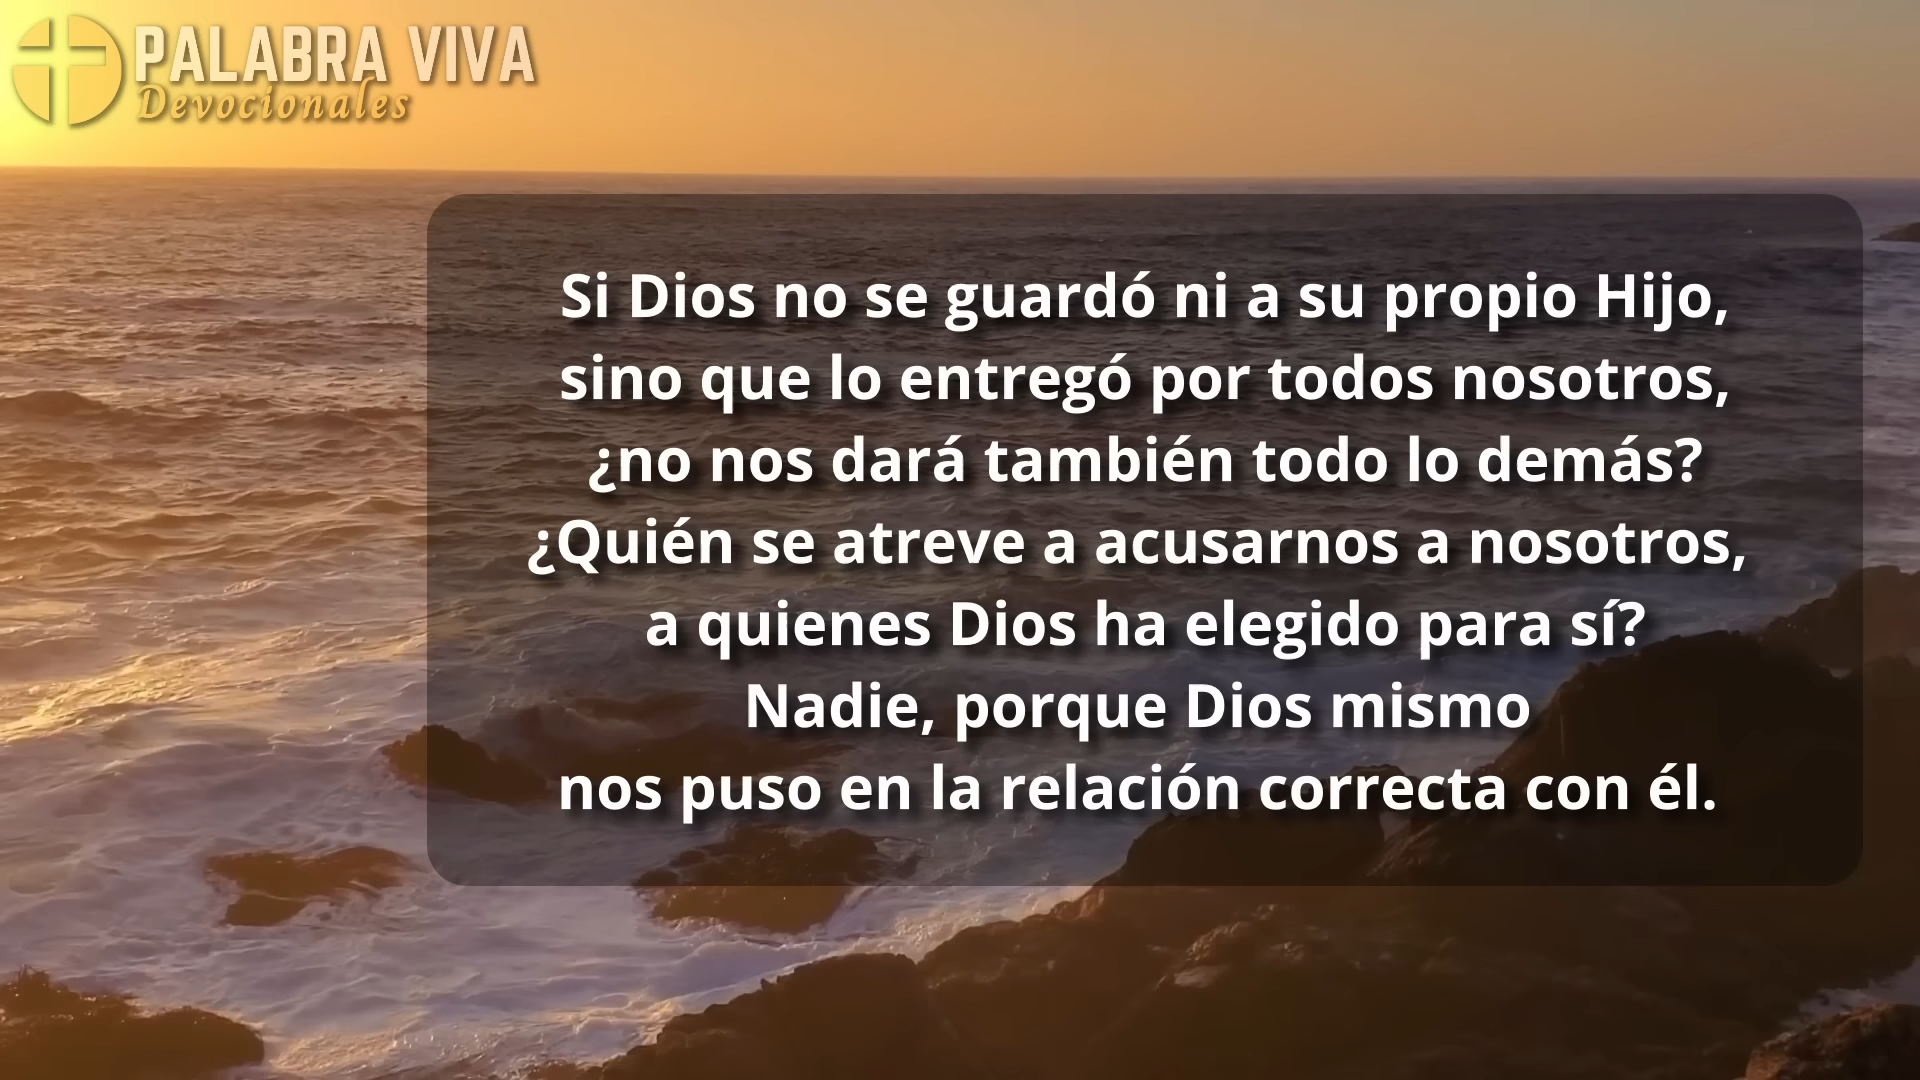 PALABRA VIVA
Devocionales
Si Dios no se guardó ni a su propio Hijo,
sino que lo entregó por todos nosotros,
¿no nos dará también todo lo demás?
¿Quién se atreve a acusarnos a nosotros,
a quienes Dios ha elegido para sí?
Nadie, porque Dios mismo
nos puso en la relación correcta con él.